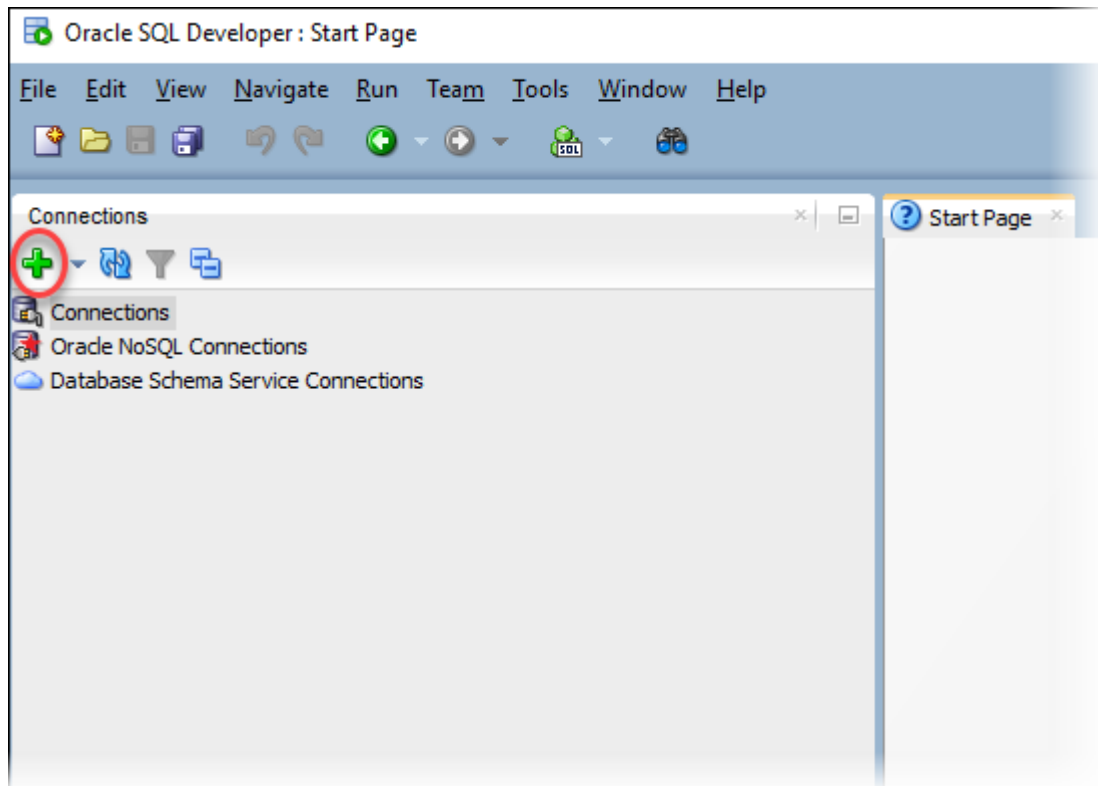 Oracle SQL Developer : Start Page
File Edit View Navigate Run Team Tools Window Help
SQL
Connections
Start Page
Connections
Oracle NoSQL Connections
Database Schema Service Connections